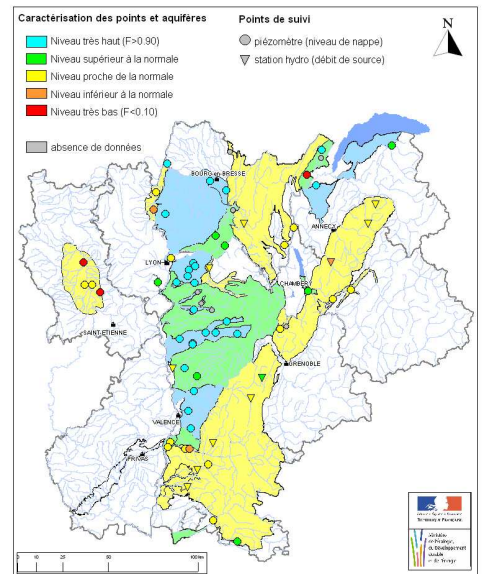 Caractérisation des points et aquifères
Niveau très haut (F>0.90)
Niveau supérieur à la normale
Niveau proche de la normale
Niveau inférieur à la normale
Niveau très bas (F<0.10)
absence de données
Points de suivi
piézomètre (niveau de nappe)
station hydro (débit de source)
N
BOURG-en-BRESSE
ANNECY
LYON
CHAMBERY
SAINT-ETIENNE
GRENOBLE
VALENCE
PRIVAS
0 10 25 50 100